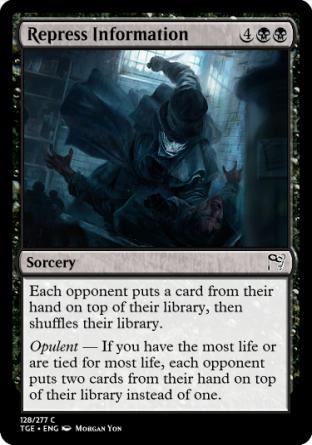 Repress Information 4
Sorcery
Each opponent puts a card from their
hand on top of their library, then
shuffles their library.
Opulent — If you have the most life or
are tied for most life, each opponent
puts two cards from their hand on top
of their library instead of one.
128/277 C
TGE • ENG Morgan Yon